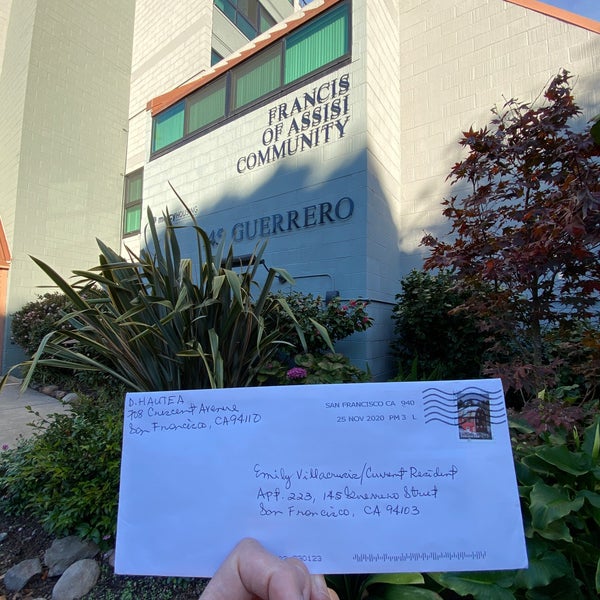 FRANCIS
OF ASSISI
COMMUNITY
GUERRERO
D. HAUTEA
708 Crescent Avenue
San Francisco, CA 94110
SAN FRANCISCO CA 940
25 NOV 2020 PM 3 L
Emily Villacrucis/Current Resident
Apt. 223, 145 Guerrero Street
San Francisco, CA 94103